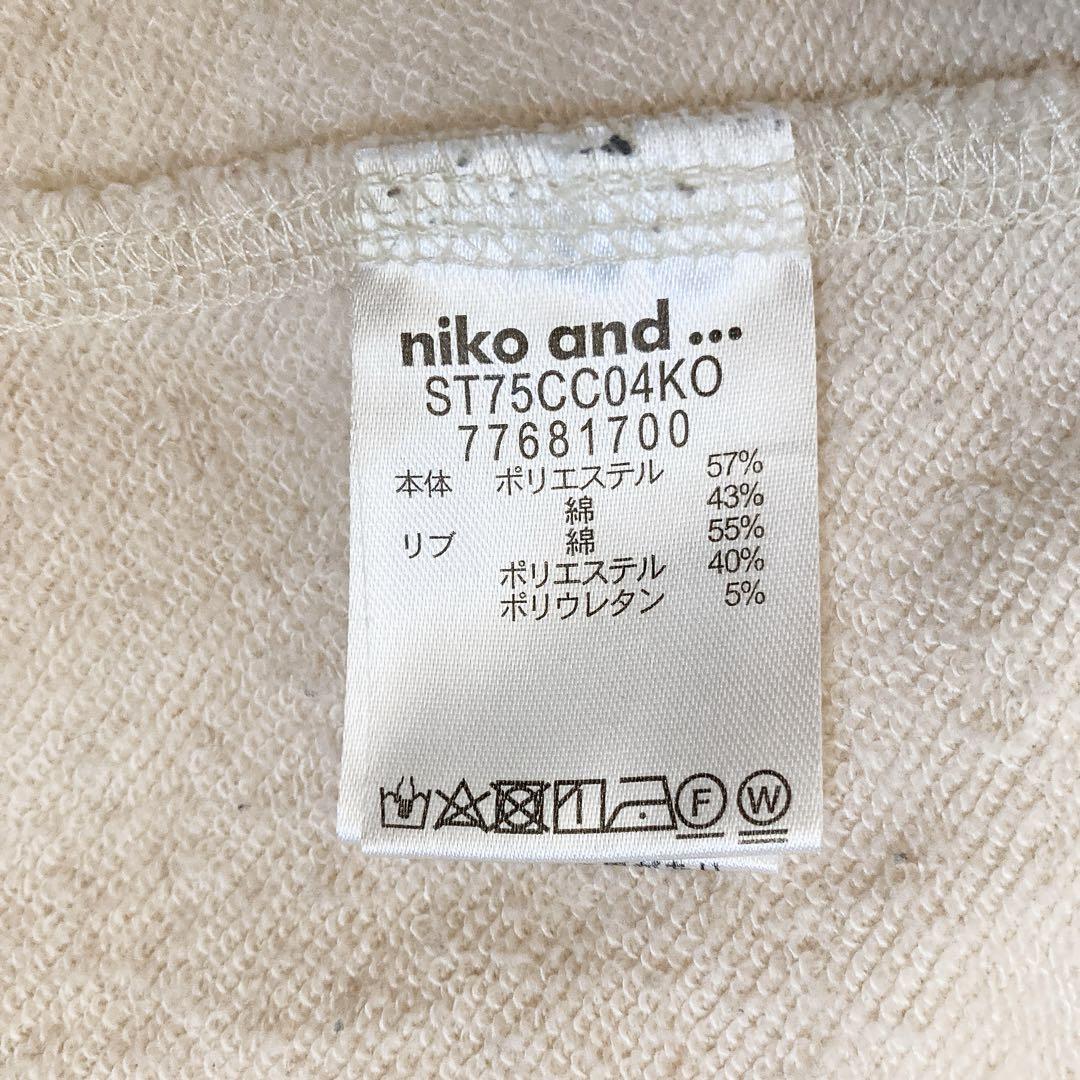 niko and ...
ST75CC04KO
77681700
本体 ポリエステル 57%
綿 43%
リブ 綿 55%
ポリエステル 40%
ポリウレタン 5%
F W